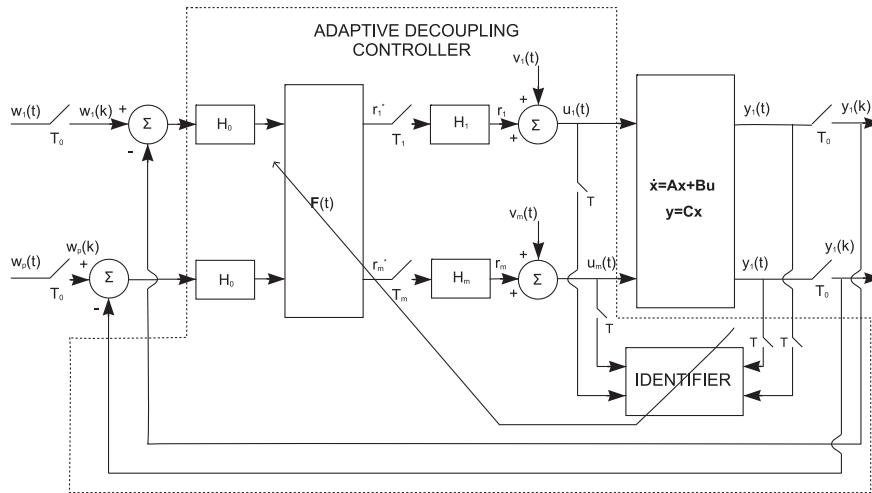 ADAPTIVE DECOUPLING
CONTROLLER
v₁(t)
w₁(t) w₁(k) + Σ H₀ r₁* r₁ + Σ u₁(t) y₁(t) y₁(k)
T₀ - T₁ H₁ + T₀
F(t)
T
ẋ=Ax+Bu
y=Cx
vₘ(t)
wₚ(t) wₚ(k) + Σ H₀ rₘ* rₘ + Σ uₘ(t) y₁(t) y₁(k)
T₀ - Tₘ Hₘ + T₀
T T T
IDENTIFIER